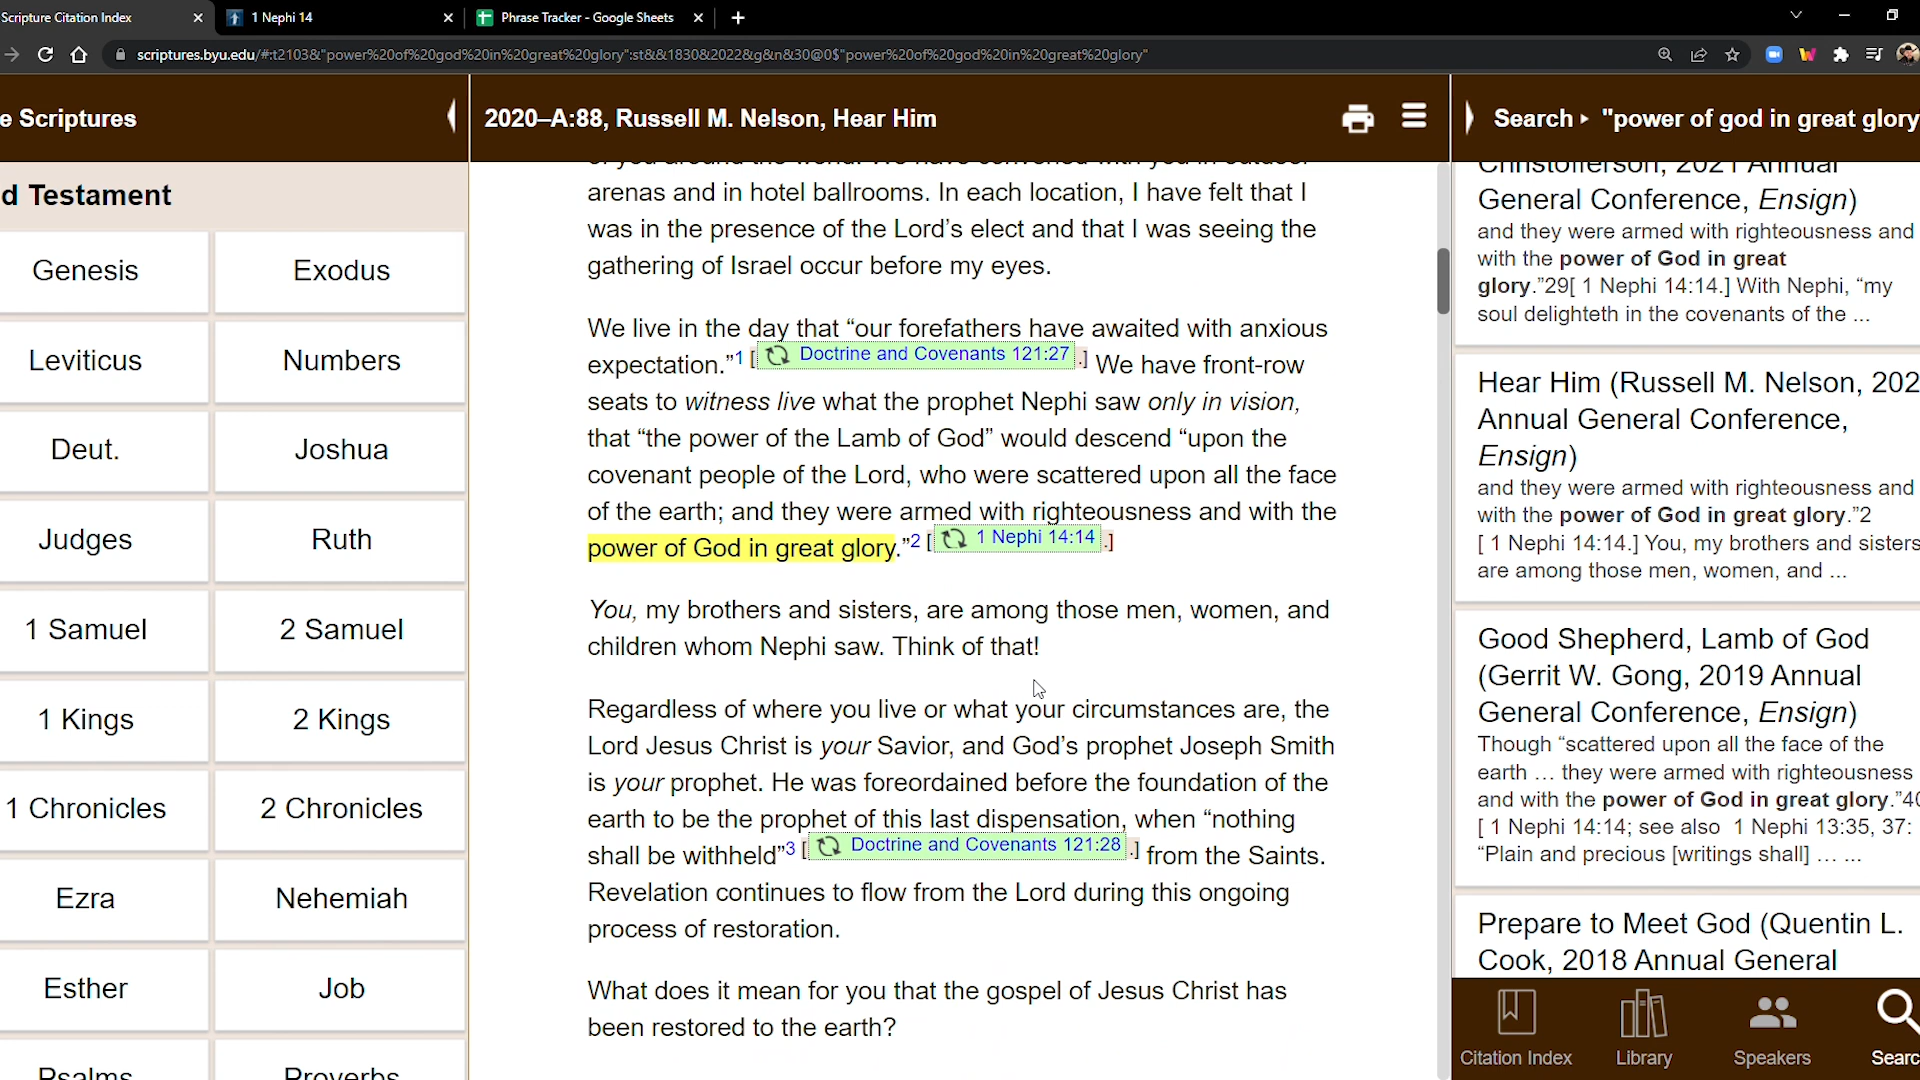 Scripture Citation Index
1 Nephi 14
Phrase Tracker - Google Sheets
scriptures.byu.edu/#:t2103&"power%20of%20god%20in%20great%20glory":st&&1830&2022&g&n&30@0$"power%20of%20god%20in%20great%20glory"
e Scriptures
d Testament
Genesis
Exodus
Leviticus
Numbers
Deut.
Joshua
Judges
Ruth
1 Samuel
2 Samuel
1 Kings
2 Kings
1 Chronicles
2 Chronicles
Ezra
Nehemiah
Esther
Job
Psalms
Proverbs
2020–A:88, Russell M. Nelson, Hear Him
of you around the world. We have convened with you in outdoor
arenas and in hotel ballrooms. In each location, I have felt that I
was in the presence of the Lord’s elect and that I was seeing the
gathering of Israel occur before my eyes.
We live in the day that “our forefathers have awaited with anxious
expectation.”1 [ Doctrine and Covenants 121:27 .] We have front-row
seats to witness live what the prophet Nephi saw only in vision,
that “the power of the Lamb of God” would descend “upon the
covenant people of the Lord, who were scattered upon all the face
of the earth; and they were armed with righteousness and with the
power of God in great glory.”2 [ 1 Nephi 14:14 .]
You, my brothers and sisters, are among those men, women, and
children whom Nephi saw. Think of that!
Regardless of where you live or what your circumstances are, the
Lord Jesus Christ is your Savior, and God’s prophet Joseph Smith
is your prophet. He was foreordained before the foundation of the
earth to be the prophet of this last dispensation, when “nothing
shall be withheld”3 [ Doctrine and Covenants 121:28 .] from the Saints.
Revelation continues to flow from the Lord during this ongoing
process of restoration.
What does it mean for you that the gospel of Jesus Christ has
been restored to the earth?
Search ▸ "power of god in great glory
Christofferson, 2021 Annual
General Conference, Ensign)
and they were armed with righteousness and
with the power of God in great
glory.”29[ 1 Nephi 14:14.] With Nephi, “my
soul delighteth in the covenants of the ...
Hear Him (Russell M. Nelson, 202
Annual General Conference,
Ensign)
and they were armed with righteousness and
with the power of God in great glory.”2
[ 1 Nephi 14:14.] You, my brothers and sisters
are among those men, women, and ...
Good Shepherd, Lamb of God
(Gerrit W. Gong, 2019 Annual
General Conference, Ensign)
Though “scattered upon all the face of the
earth … they were armed with righteousness
and with the power of God in great glory.”40
[ 1 Nephi 14:14; see also 1 Nephi 13:35, 37:
“Plain and precious [writings shall] … ...
Prepare to Meet God (Quentin L.
Cook, 2018 Annual General
Citation Index
Library
Speakers
Searc